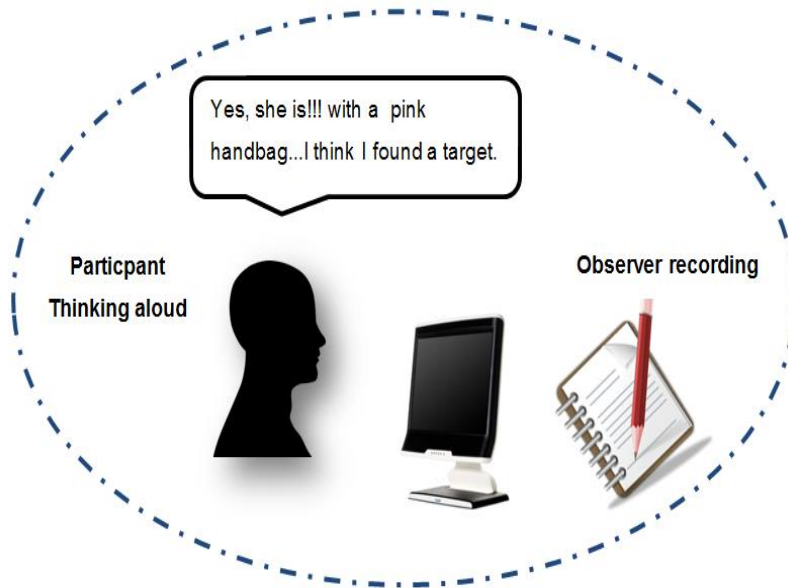 Yes, she is!!! with a pink
handbag...I think I found a target.
Particpant
Thinking aloud
Observer recording